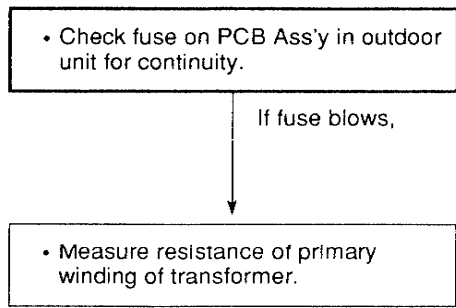 • Check fuse on PCB Ass'y in outdoor
unit for continuity.
If fuse blows,
• Measure resistance of primary
winding of transformer.